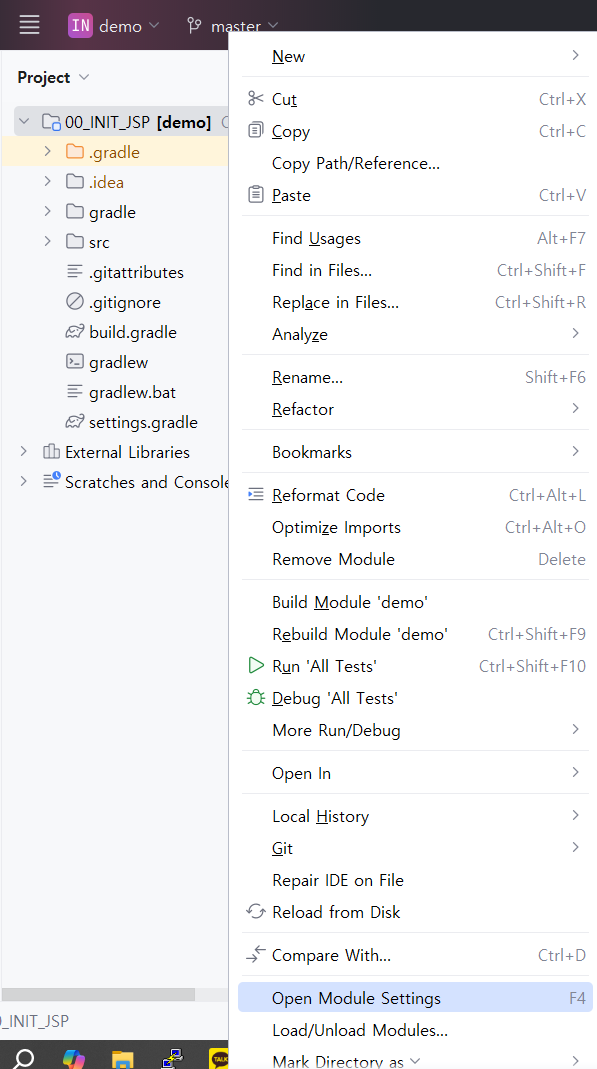 IN demo master
Project
00_INIT_JSP [demo]
.gradle
.idea
gradle
src
.gitattributes
.gitignore
build.gradle
gradlew
gradlew.bat
settings.gradle
External Libraries
Scratches and Console
New
Cut Ctrl+X
Copy Ctrl+C
Copy Path/Reference...
Paste Ctrl+V
Find Usages Alt+F7
Find in Files... Ctrl+Shift+F
Replace in Files... Ctrl+Shift+R
Analyze
Rename... Shift+F6
Refactor
Bookmarks
Reformat Code Ctrl+Alt+L
Optimize Imports Ctrl+Alt+O
Remove Module Delete
Build Module 'demo'
Rebuild Module 'demo' Ctrl+Shift+F9
Run 'All Tests' Ctrl+Shift+F10
Debug 'All Tests'
More Run/Debug
Open In
Local History
Git
Repair IDE on File
Reload from Disk
Compare With... Ctrl+D
Open Module Settings F4
Load/Unload Modules...
Mark Directory as
_INIT_JSP
TALK